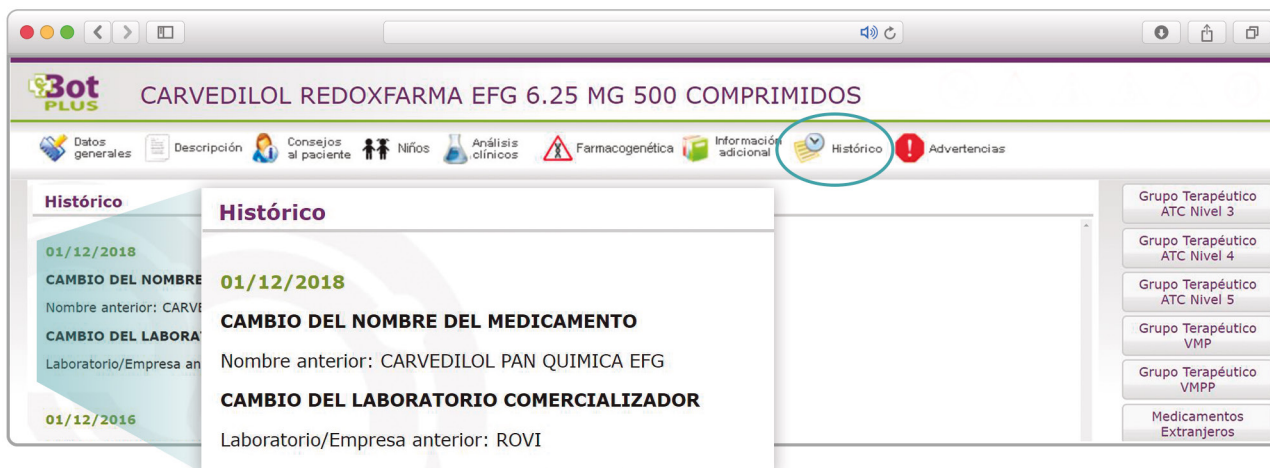 Bot
PLUS
CARVEDILOL REDOXFARMA EFG 6.25 MG 500 COMPRIMIDOS
Datos
generales
Descripción
Consejos
al paciente
Niños
Análisis
clínicos
Farmacogenética
Información
adicional
Histórico
Advertencias
Histórico
01/12/2018
CAMBIO DEL NOMBRE
Nombre anterior: CARVE
CAMBIO DEL LABORA
Laboratorio/Empresa an
01/12/2016
Histórico
01/12/2018
CAMBIO DEL NOMBRE DEL MEDICAMENTO
Nombre anterior: CARVEDILOL PAN QUIMICA EFG
CAMBIO DEL LABORATORIO COMERCIALIZADOR
Laboratorio/Empresa anterior: ROVI
Grupo Terapéutico
ATC Nivel 3
Grupo Terapéutico
ATC Nivel 4
Grupo Terapéutico
ATC Nivel 5
Grupo Terapéutico
VMP
Grupo Terapéutico
VMPP
Medicamentos
Extranjeros